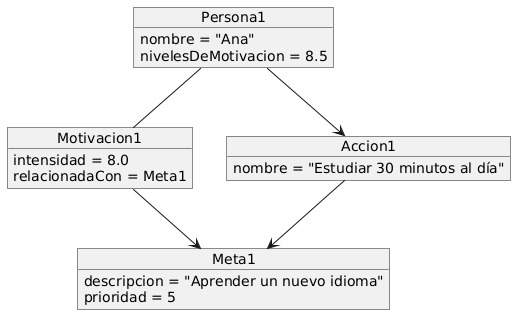 Persona1
nombre = "Ana"
nivelesDeMotivacion = 8.5
Motivacion1
intensidad = 8.0
relacionadaCon = Meta1
Accion1
nombre = "Estudiar 30 minutos al día"
Meta1
descripcion = "Aprender un nuevo idioma"
prioridad = 5